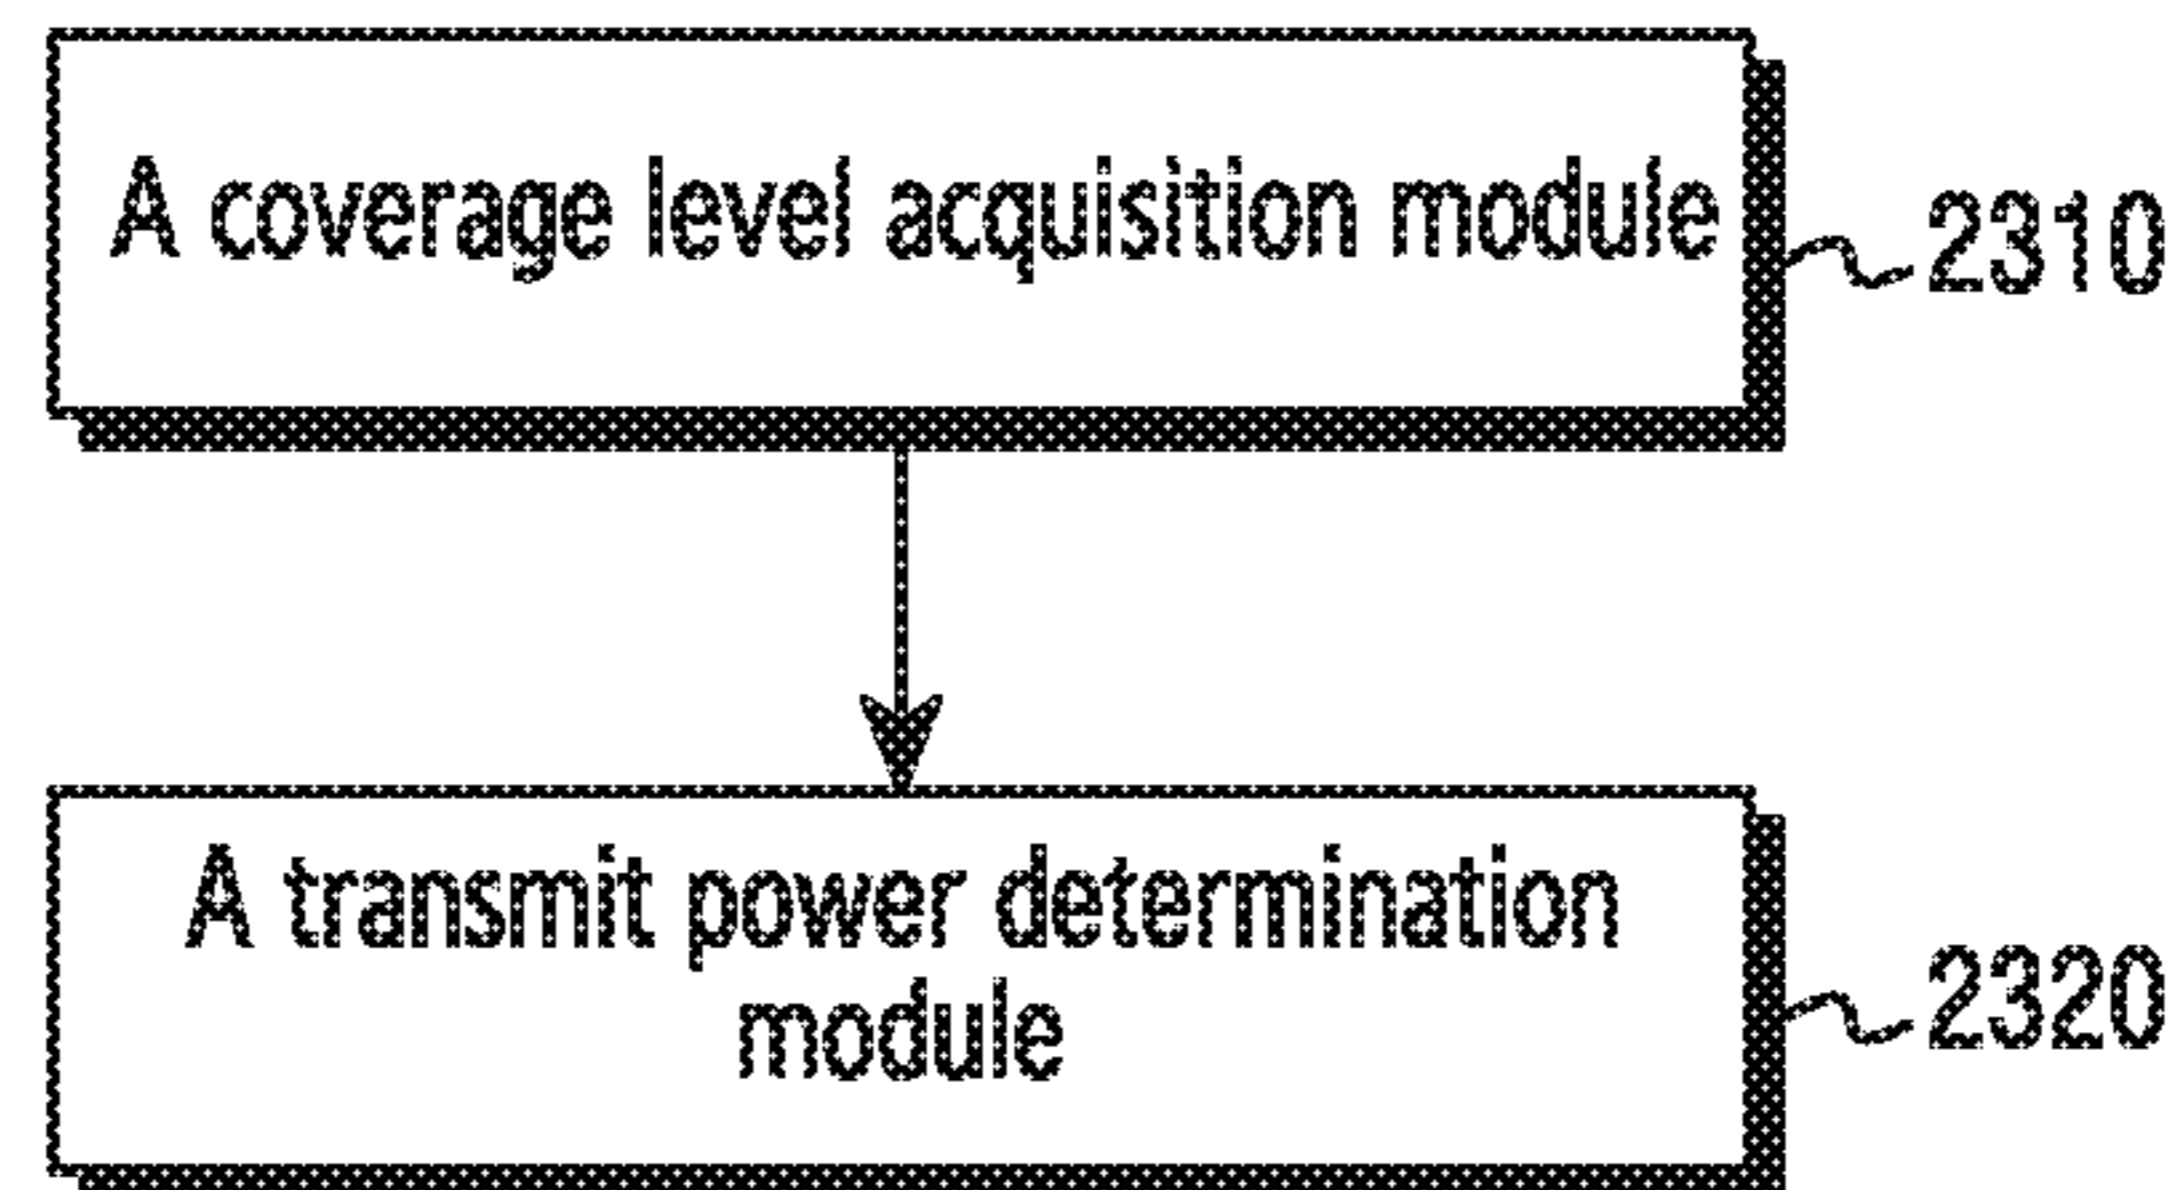 A coverage level acquisition module
2310
A transmit power determination
module
2320